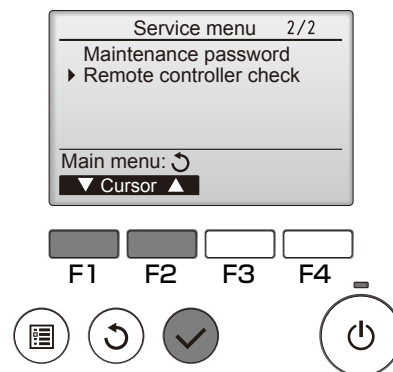 Service menu 2/2
Maintenance password
Remote controller check
Main menu:
Cursor
F1 F2 F3 F4